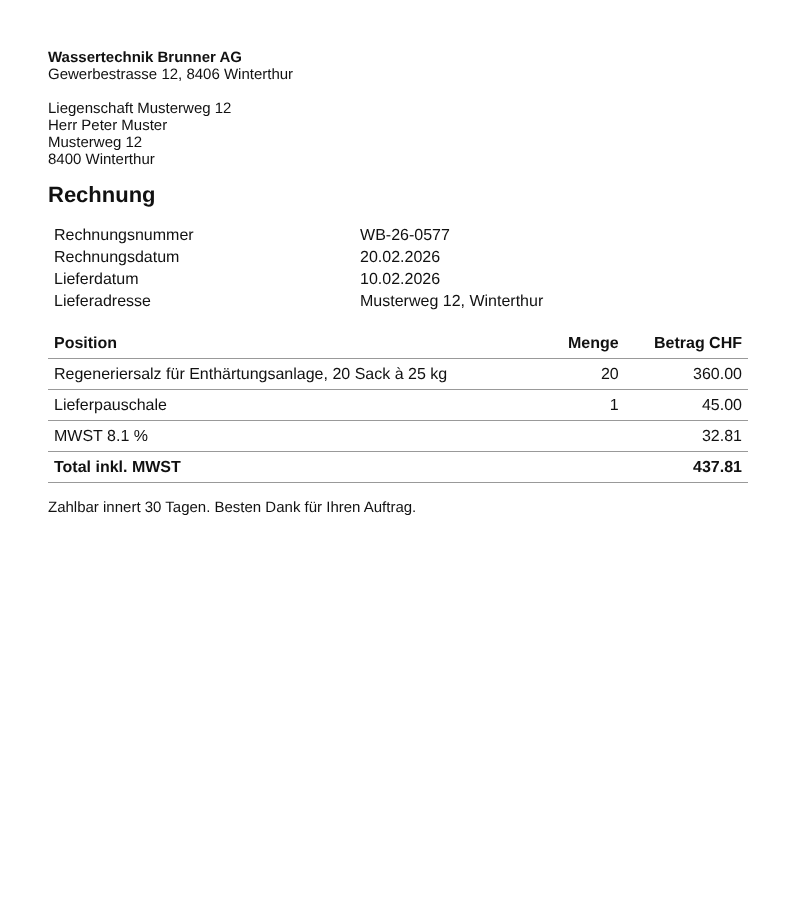 Wassertechnik Brunner AG
Gewerbestrasse 12, 8406 Winterthur
Liegenschaft Musterweg 12
Herr Peter Muster
Musterweg 12
8400 Winterthur
Rechnung
Rechnungsnummer WB-26-0577
Rechnungsdatum 20.02.2026
Lieferdatum 10.02.2026
Lieferadresse Musterweg 12, Winterthur
Position Menge Betrag CHF
Regeneriersalz für Enthärtungsanlage, 20 Sack à 25 kg 20 360.00
Lieferpauschale 1 45.00
MWST 8.1 % 32.81
Total inkl. MWST 437.81
Zahlbar innert 30 Tagen. Besten Dank für Ihren Auftrag.